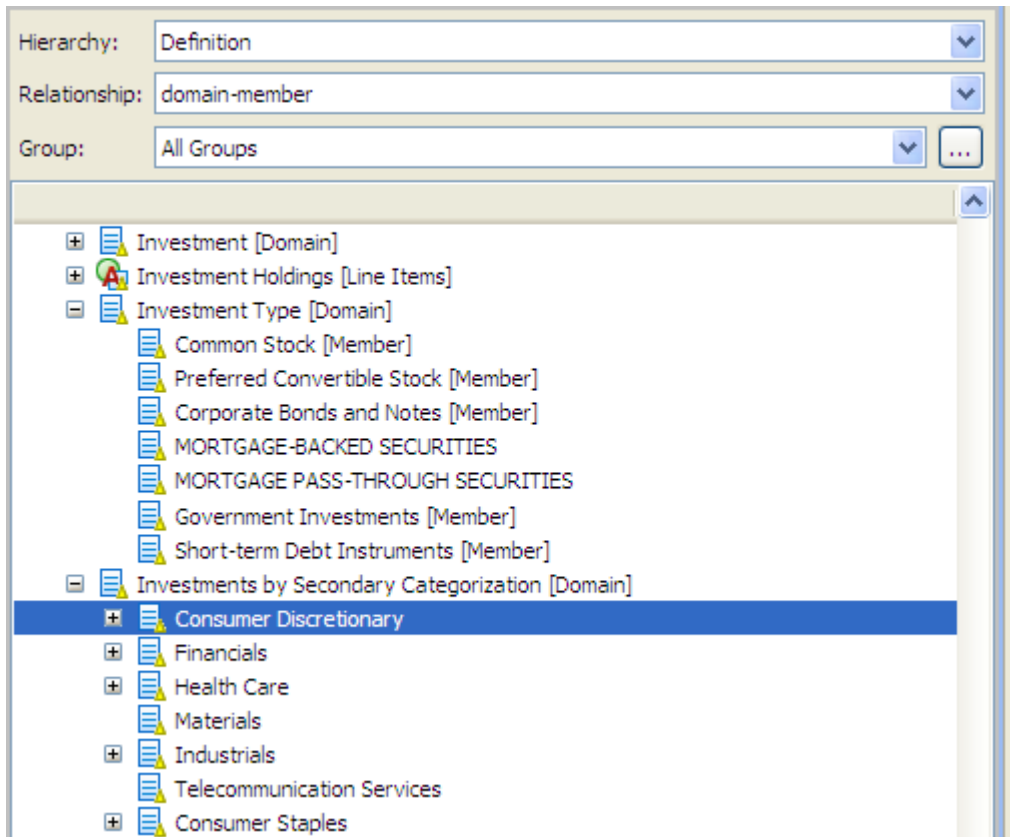 Hierarchy: Definition
Relationship: domain-member
Group: All Groups ...
Investment [Domain]
Investment Holdings [Line Items]
Investment Type [Domain]
Common Stock [Member]
Preferred Convertible Stock [Member]
Corporate Bonds and Notes [Member]
MORTGAGE-BACKED SECURITIES
MORTGAGE PASS-THROUGH SECURITIES
Government Investments [Member]
Short-term Debt Instruments [Member]
Investments by Secondary Categorization [Domain]
Consumer Discretionary
Financials
Health Care
Materials
Industrials
Telecommunication Services
Consumer Staples